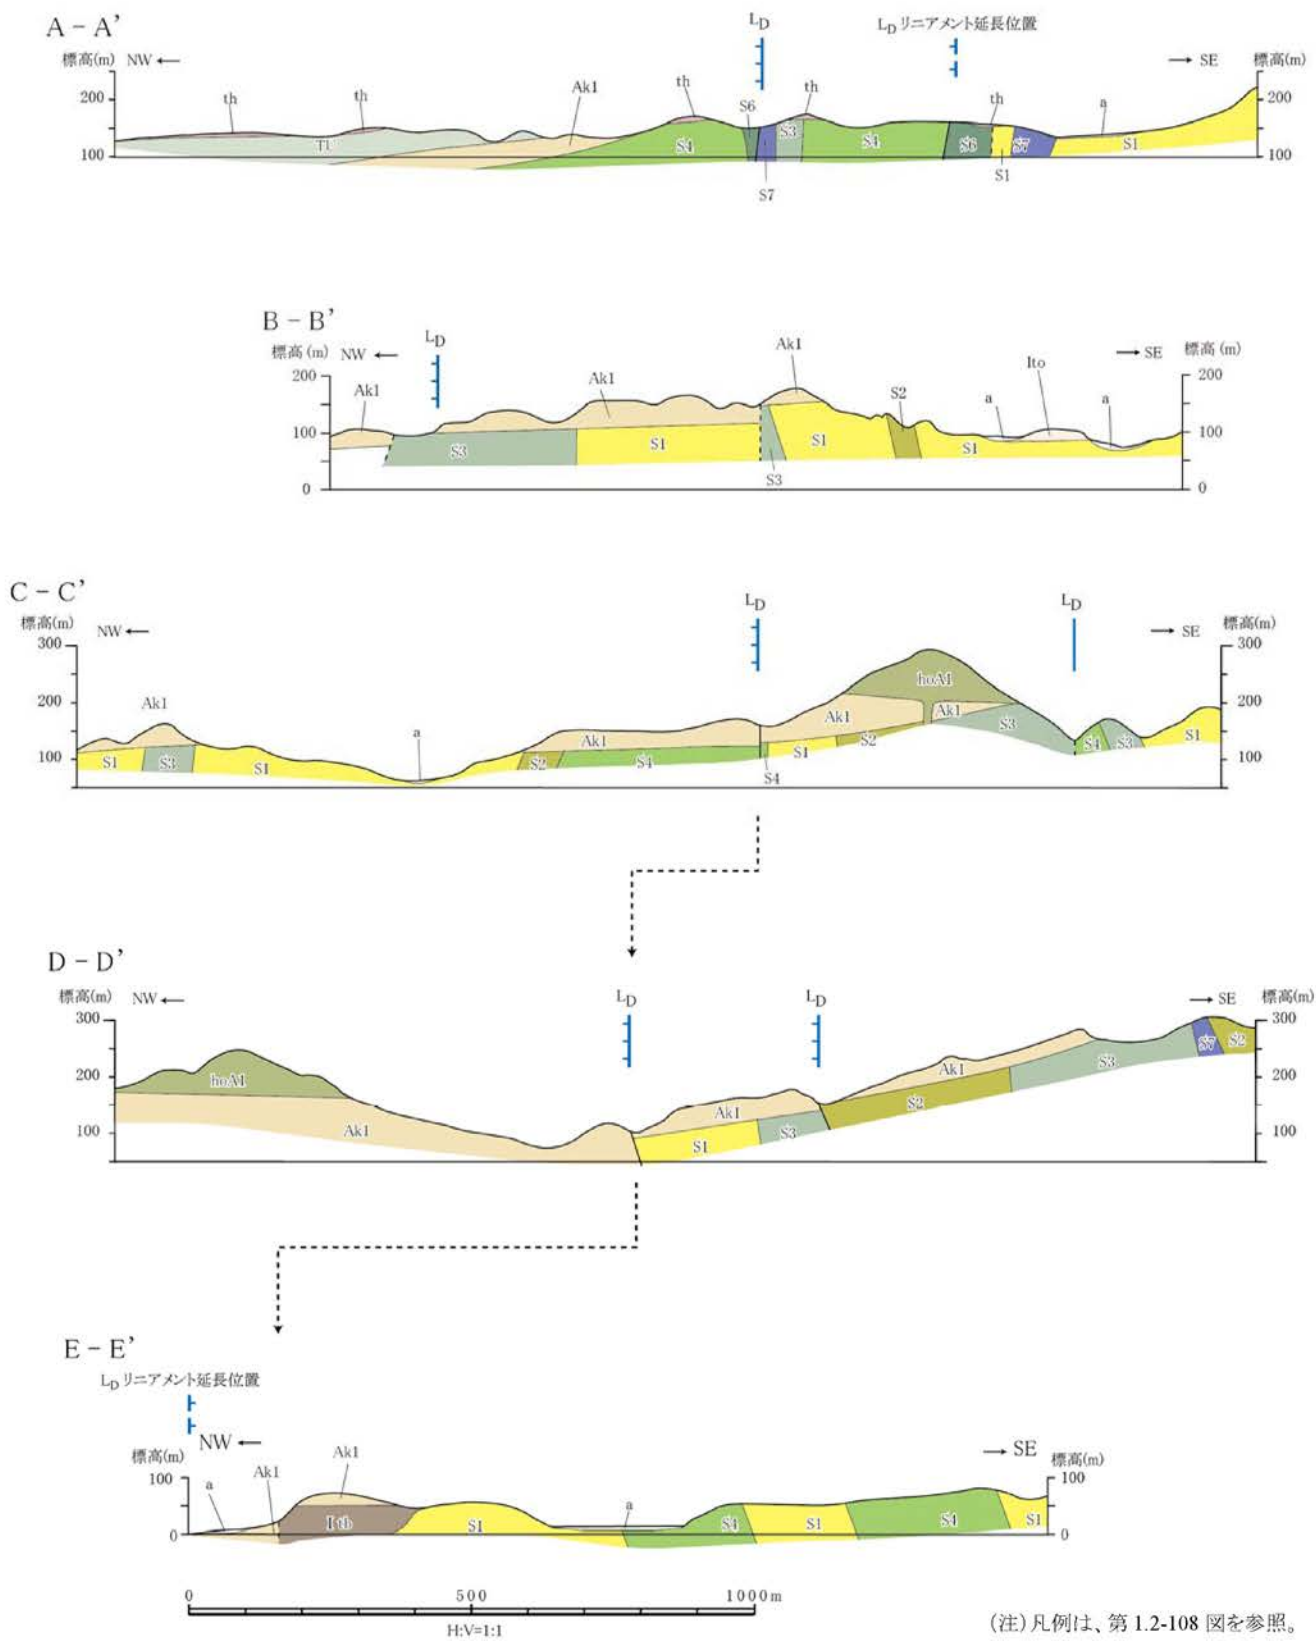 A - A'
L_D
L_D リニアメント延長位置
標高(m) NW ←
→ SE 標高(m)
200
100
th
th
Ak1
th
S6
th
th
a
200
100
S4
S3
S4
S6
S7
S1
S1
S7
B - B'
L_D
標高(m) NW ←
→ SE 標高(m)
200
100
0
Ak1
Ak1
Ak1
S2
a
Ito
a
200
100
0
S3
S1
S1
S1
S3
C - C'
L_D
L_D
標高(m)
NW ←
→ SE
標高(m)
300
200
100
Ak1
a
hoA1
Ak1
Ak1
S3
300
200
100
S1
S3
S1
Ak1
S2
S4
S1
S2
S4
S3
S1
S4
D - D'
標高(m) NW ←
L_D
L_D
→ SE 標高(m)
300
200
100
hoA1
Ak1
Ak1
S1
S3
Ak1
S2
S3
S7
S2
300
200
100
E - E'
L_D リニアメント延長位置
NW ←
→ SE
標高(m)
標高(m)
100
0
a
Ak1
Ak1
a
100
0
I tb
S1
S4
S1
S4
S1
0 500 1000m
H:V=1:1
(注)凡例は、第 1.2-108 図を参照。